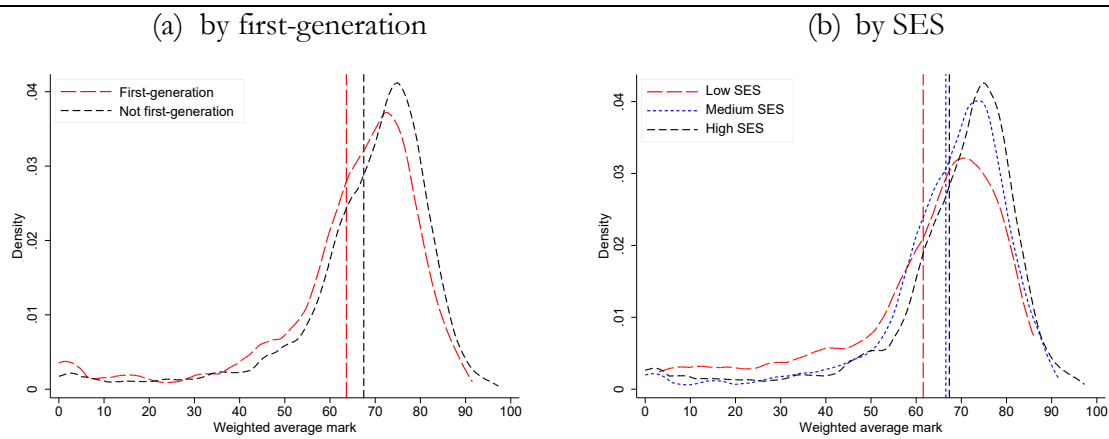 (a) by first-generation
First-generation
Not first-generation
.04
.03
.02
.01
0
Density
0 10 20 30 40 50 60 70 80 90 100
Weighted average mark
(b) by SES
Low SES
Medium SES
High SES
.04
.03
.02
.01
0
Density
0 10 20 30 40 50 60 70 80 90 100
Weighted average mark